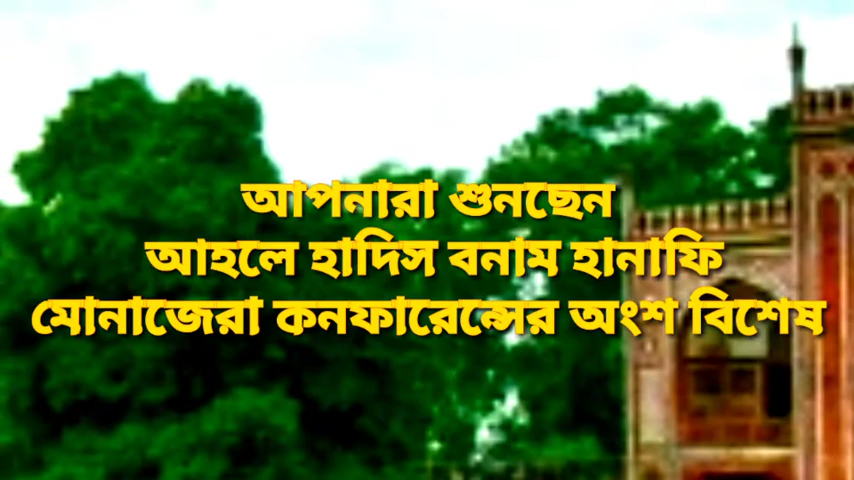 আপনারা শুনছেন
আহলে হাদিস বনাম হানাফি
মোনাজেরা কনফারেন্সের অংশ বিশেষ